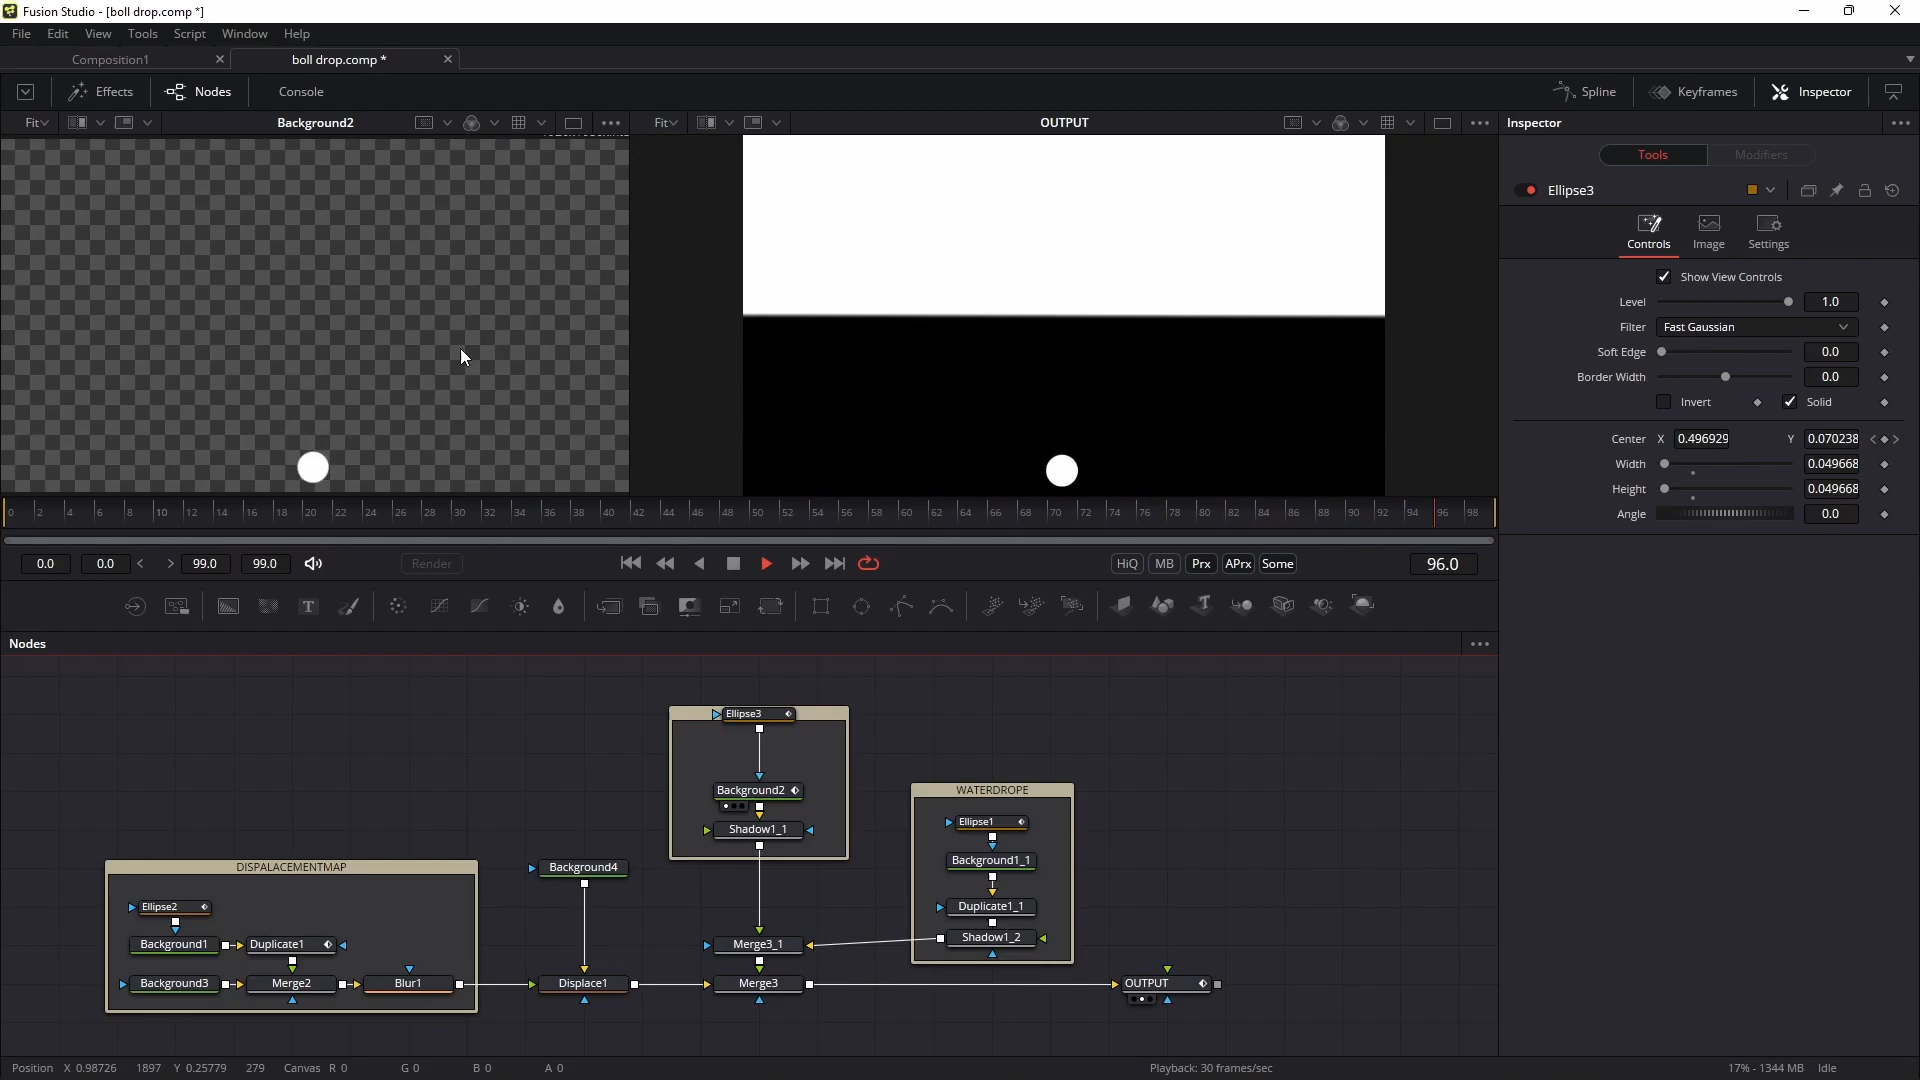 Fusion Studio - [boll drop.comp *]
File Edit View Tools Script Window Help
Composition1 boll drop.comp *
Effects Nodes Console Spline Keyframes Inspector
Fit Background2 Fit OUTPUT Inspector
Tools Modifiers
Ellipse3
Controls Image Settings
Show View Controls
Level 1.0
Filter Fast Gaussian
Soft Edge 0.0
Border Width 0.0
Invert Solid
Center X 0.496929 Y 0.070238
Width 0.049668
Height 0.049668
Angle 0.0
0 2 4 6 8 10 12 14 16 18 20 22 24 26 28 30 32 34 36 38 40 42 44 46 48 50 52 54 56 58 60 62 64 66 68 70 72 74 76 78 80 82 84 86 88 90 92 94 96 98
0.0 0.0 99.0 99.0 Render HiQ MB Prx APrx Some 96.0
Nodes
Ellipse3
Background2
Shadow1_1
WATERDROPE
Ellipse1
Background1_1
Duplicate1_1
Shadow1_2
DISPALACEMENTMAP
Background4
Ellipse2
Background1 Duplicate1
Merge3_1
Background3 Merge2 Blur1 Displace1 Merge3 OUTPUT
Position X 0.98726 1897 Y 0.25779 279 Canvas R 0 G 0 B 0 A 0 Playback: 30 frames/sec 17% - 1344 MB Idle